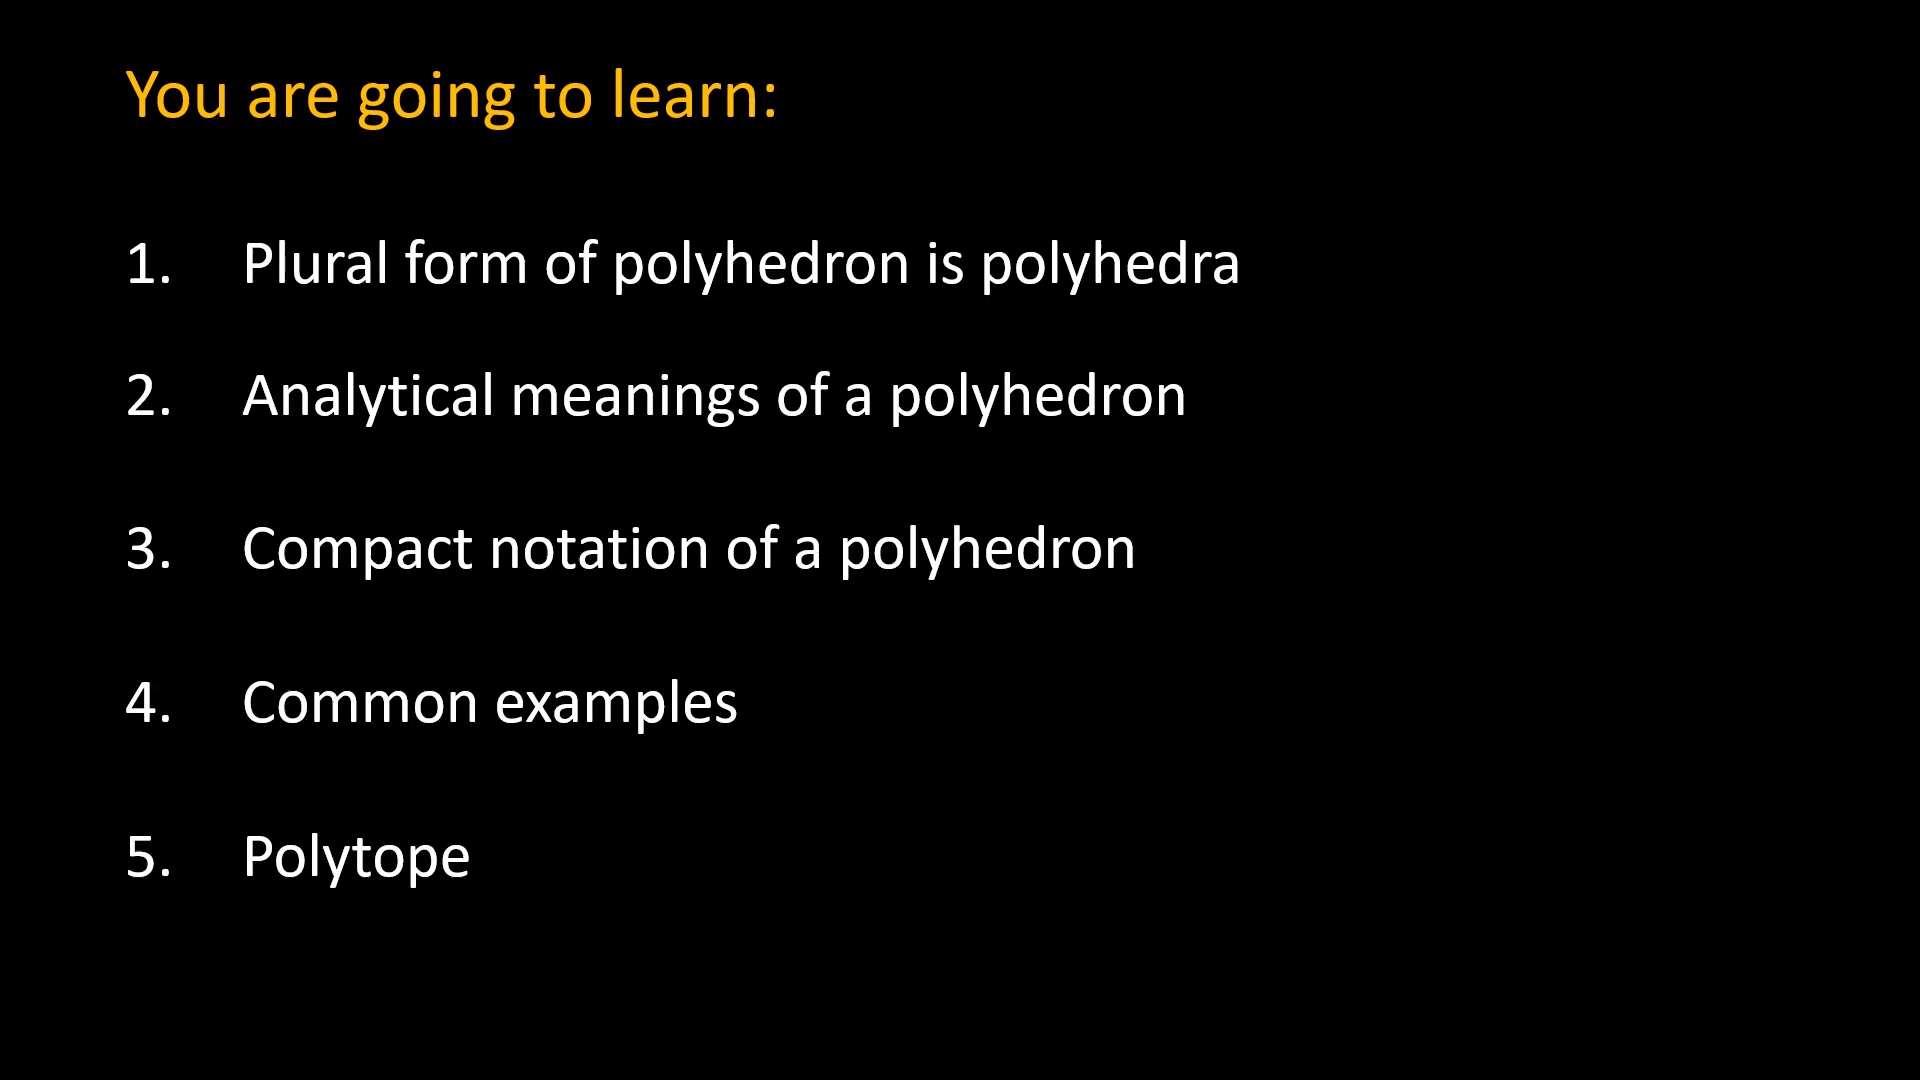 You are going to learn:
1. Plural form of polyhedron is polyhedra
2. Analytical meanings of a polyhedron
3. Compact notation of a polyhedron
4. Common examples
5. Polytope